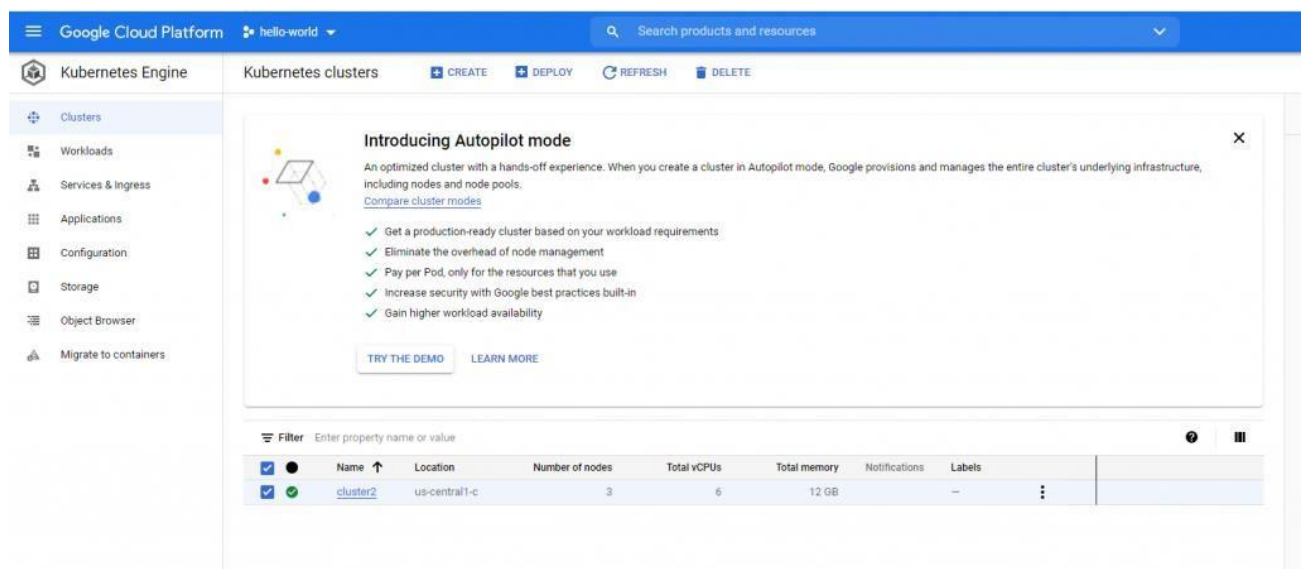 Google Cloud Platform hello-world Search products and resources
Kubernetes Engine Kubernetes clusters CREATE DEPLOY REFRESH DELETE
Clusters
Workloads
Services & Ingress
Applications
Configuration
Storage
Object Browser
Migrate to containers
Introducing Autopilot mode
An optimized cluster with a hands-off experience. When you create a cluster in Autopilot mode, Google provisions and manages the entire cluster's underlying infrastructure,
including nodes and node pools.
Compare cluster modes
Get a production-ready cluster based on your workload requirements
Eliminate the overhead of node management
Pay per Pod, only for the resources that you use
Increase security with Google best practices built-in
Gain higher workload availability
TRY THE DEMO LEARN MORE
Filter Enter property name or value
Name Location Number of nodes Total vCPUs Total memory Notifications Labels
cluster2 us-central1-c 3 6 12 GB —